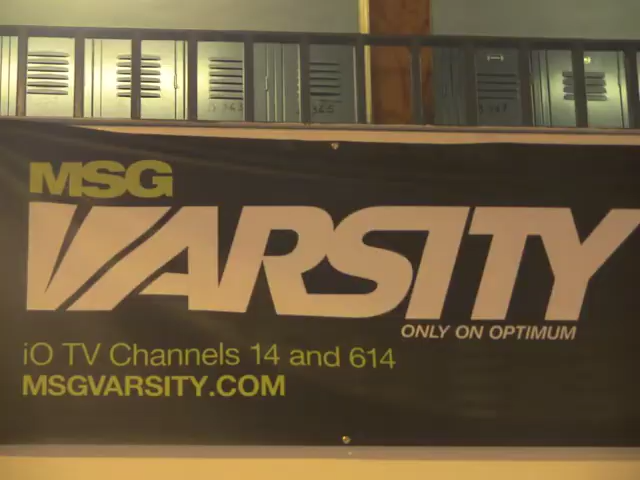 MSG
VARSITY
ONLY ON OPTIMUM
iO TV Channels 14 and 614
MSGVARSITY.COM